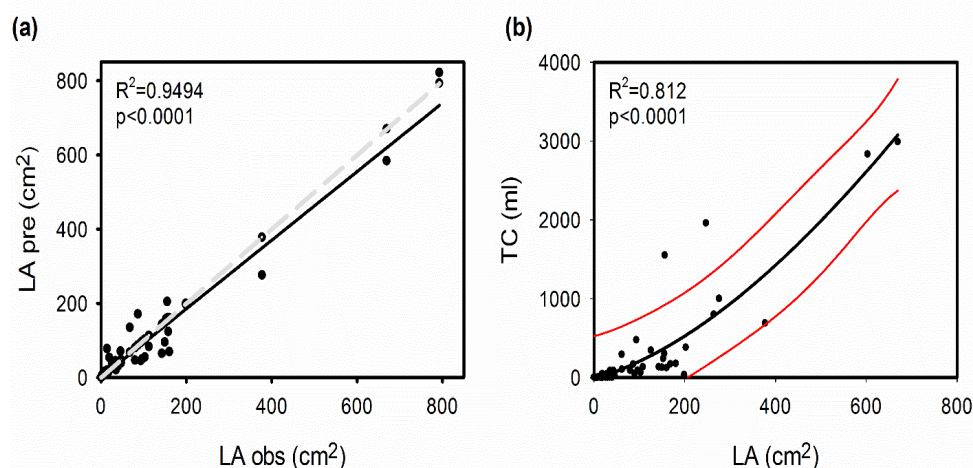 (a)
R²=0.9494
p<0.0001
LA pre (cm²)
800
600
400
200
0
0 200 400 600 800
LA obs (cm²)
(b)
R²=0.812
p<0.0001
TC (ml)
4000
3000
2000
1000
0
0 200 400 600 800
LA (cm²)